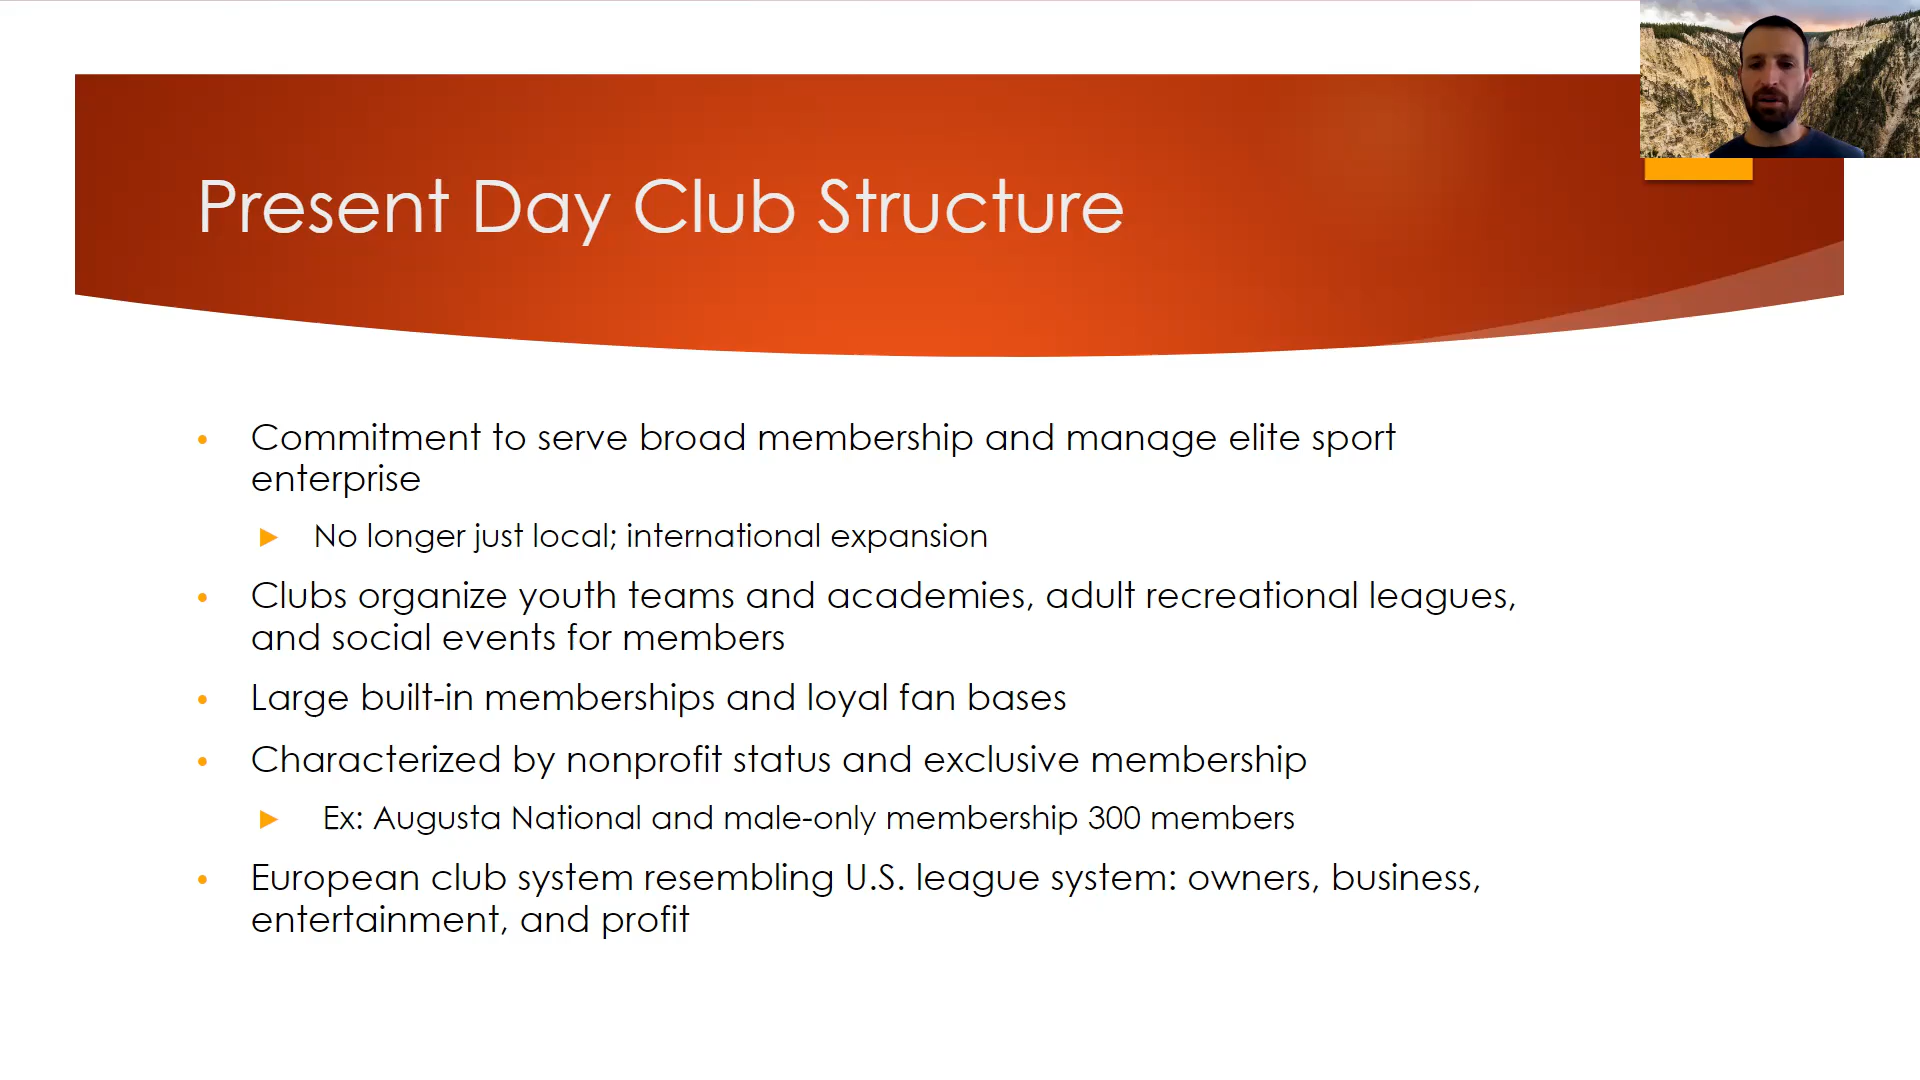 Present Day Club Structure
• Commitment to serve broad membership and manage elite sport
enterprise
► No longer just local; international expansion
• Clubs organize youth teams and academies, adult recreational leagues,
and social events for members
• Large built-in memberships and loyal fan bases
• Characterized by nonprofit status and exclusive membership
► Ex: Augusta National and male-only membership 300 members
• European club system resembling U.S. league system: owners, business,
entertainment, and profit